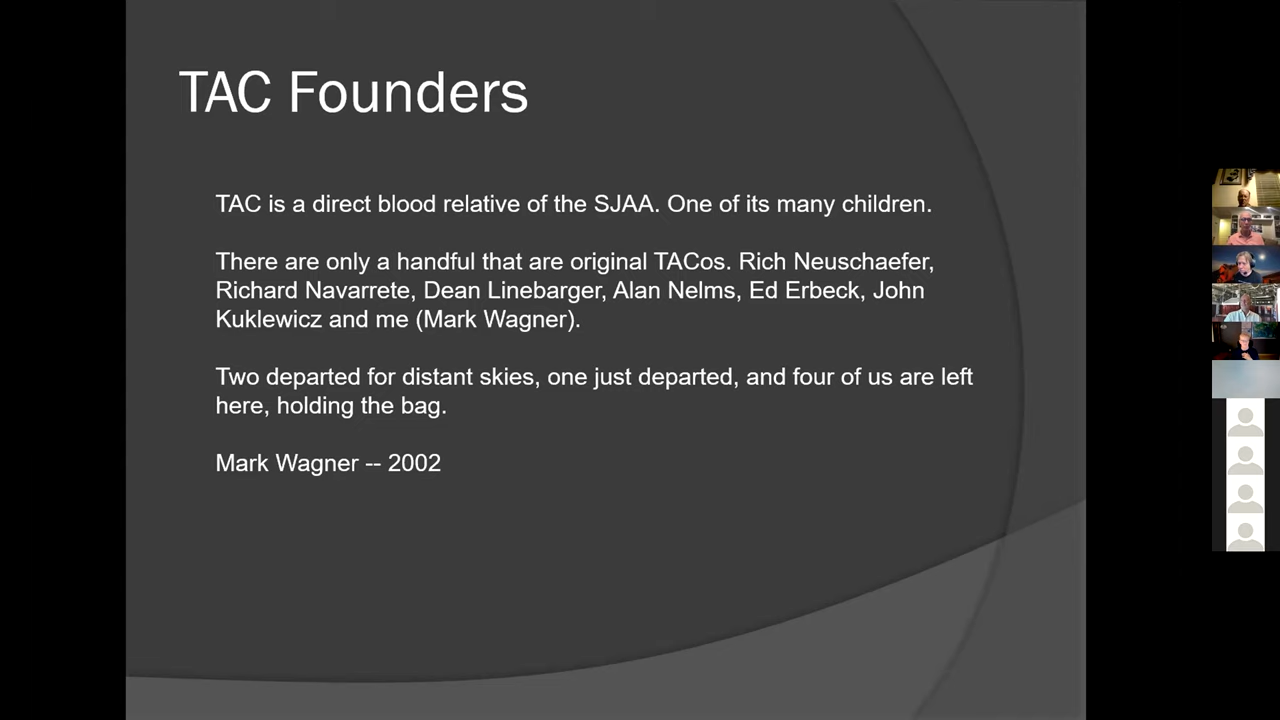 TAC Founders
TAC is a direct blood relative of the SJAA. One of its many children.
There are only a handful that are original TACos. Rich Neuschaefer,
Richard Navarrete, Dean Linebarger, Alan Nelms, Ed Erbeck, John
Kuklewicz and me (Mark Wagner).
Two departed for distant skies, one just departed, and four of us are left
here, holding the bag.
Mark Wagner -- 2002